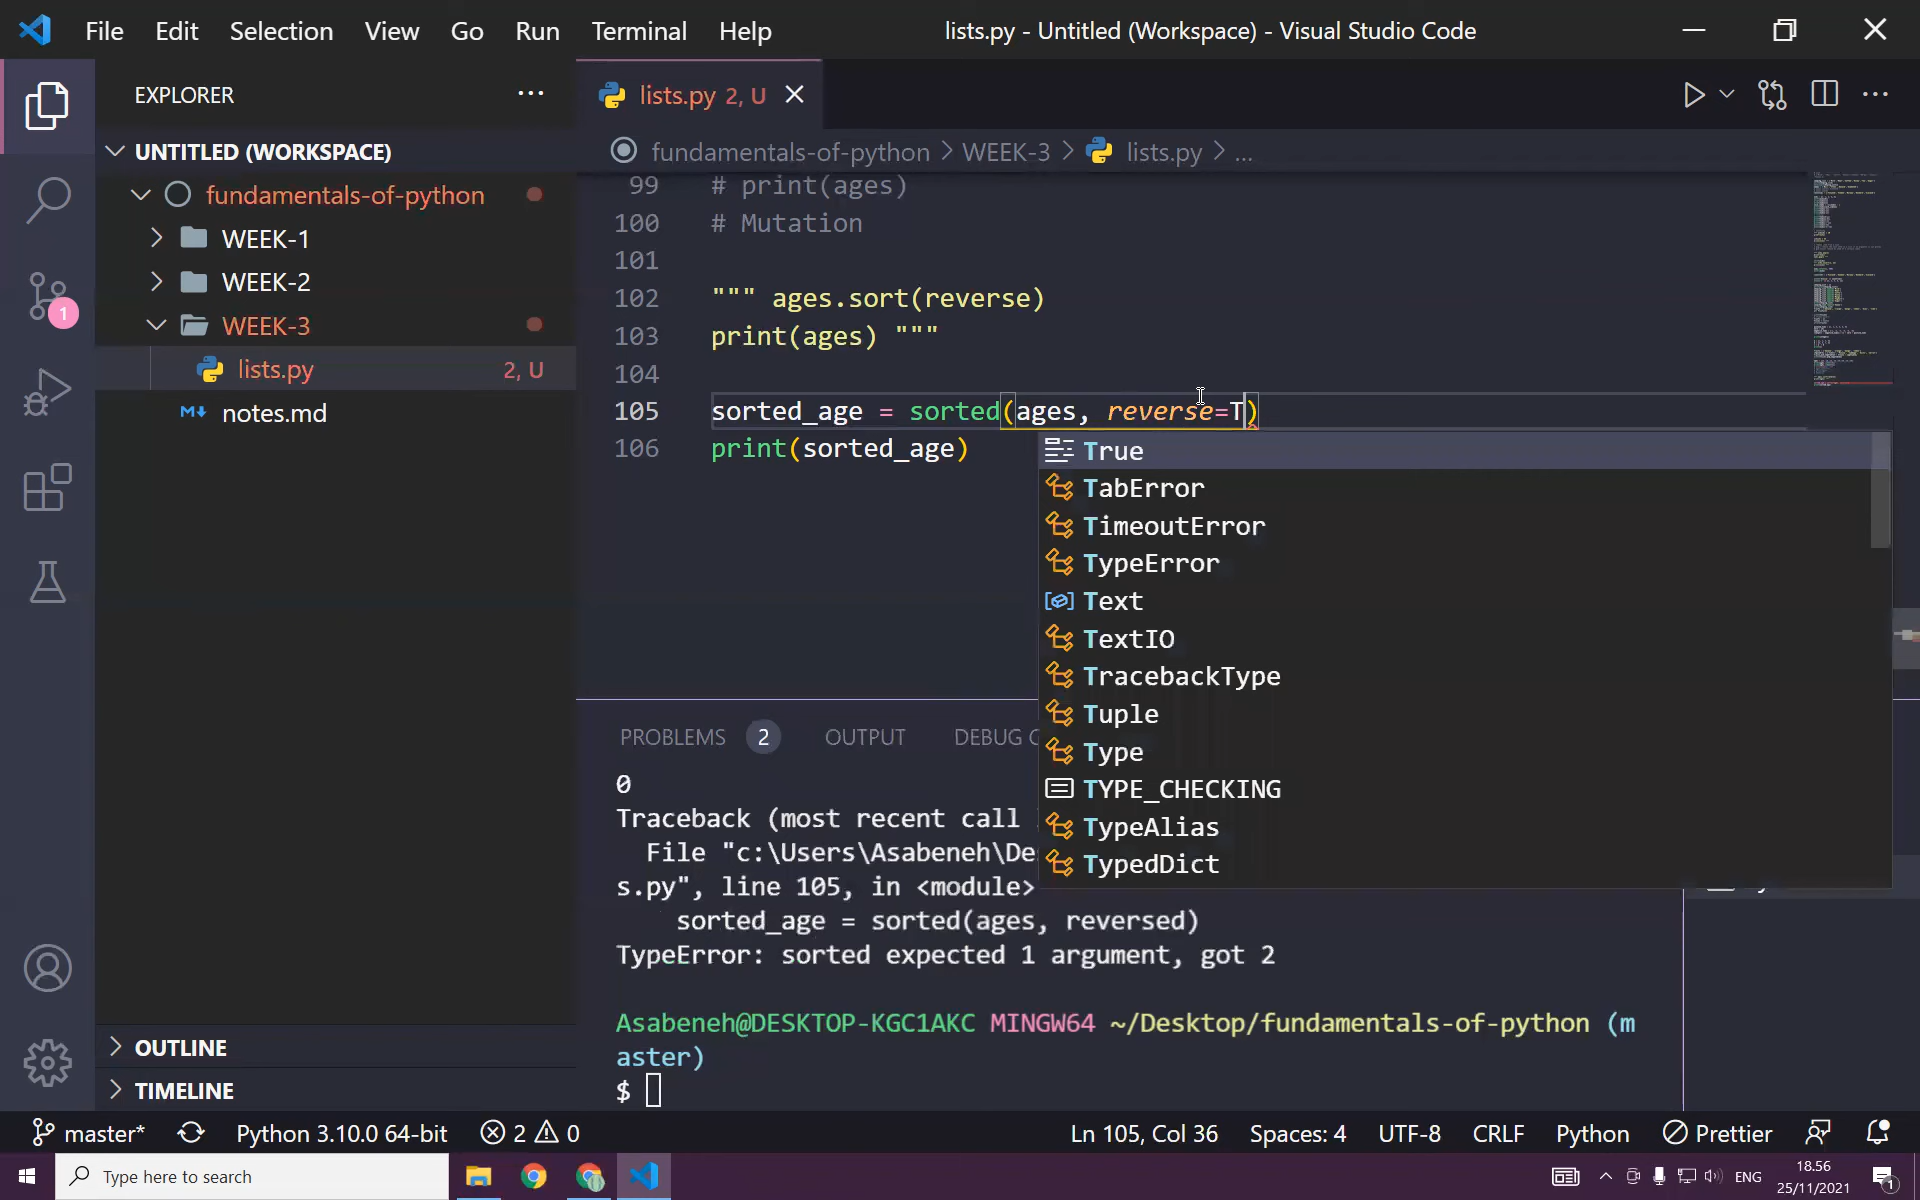 File Edit Selection View Go Run Terminal Help lists.py - Untitled (Workspace) - Visual Studio Code
EXPLORER
UNTITLED (WORKSPACE)
fundamentals-of-python
WEEK-1
WEEK-2
WEEK-3
lists.py 2, U
notes.md
OUTLINE
TIMELINE
1
lists.py 2, U
fundamentals-of-python > WEEK-3 > lists.py > ...
99 # print(ages)
100 # Mutation
101
102 """ ages.sort(reverse)
103 print(ages) """
104
105 sorted_age = sorted(ages, reverse=T)
106 print(sorted_age)
True
TabError
TimeoutError
TypeError
Text
TextIO
TracebackType
Tuple
Type
TYPE_CHECKING
TypeAlias
TypedDict
PROBLEMS 2 OUTPUT DEBUG C
0
Traceback (most recent call
File "c:\Users\Asabeneh\De
s.py", line 105, in <module>
sorted_age = sorted(ages, reversed)
TypeError: sorted expected 1 argument, got 2
Asabeneh@DESKTOP-KGC1AKC MINGW64 ~/Desktop/fundamentals-of-python (m
aster)
$
master* Python 3.10.0 64-bit 2 0 Ln 105, Col 36 Spaces: 4 UTF-8 CRLF Python Prettier
Type here to search
ENG
18.56
25/11/2021
1